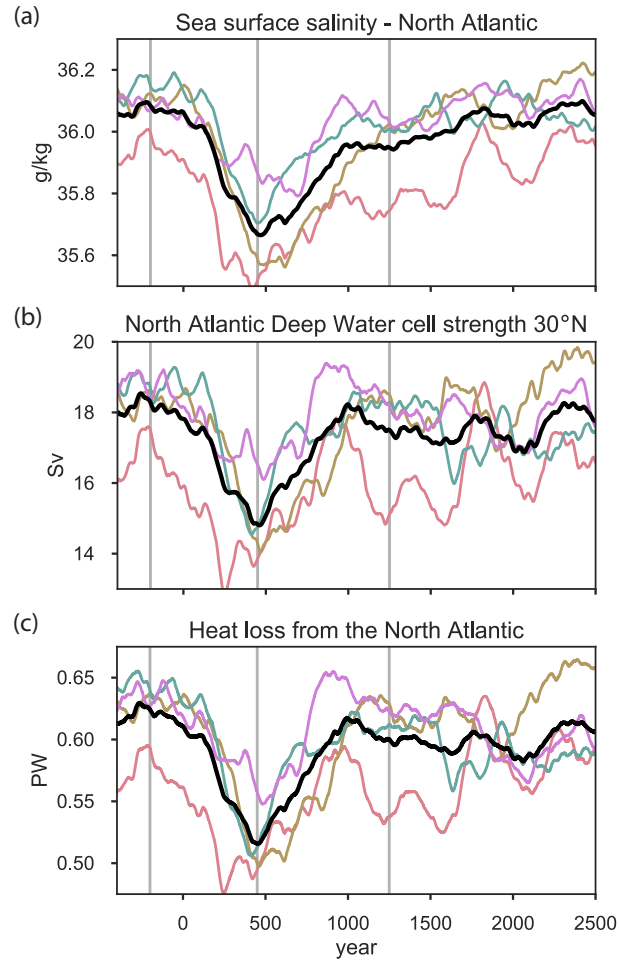 (a)
Sea surface salinity - North Atlantic
36.2
36.0
35.8
35.6
g/kg
(b)
North Atlantic Deep Water cell strength 30°N
20
18
16
14
Sv
(c)
Heat loss from the North Atlantic
0.65
0.60
0.55
0.50
PW
0 500 1000 1500 2000 2500
year